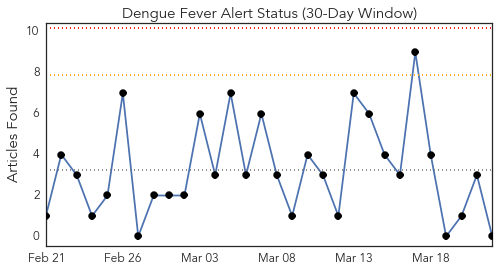 Dengue Fever Alert Status (30-Day Window)
Articles Found
10
8
6
4
2
0
Feb 21 Feb 26 Mar 03 Mar 08 Mar 13 Mar 18